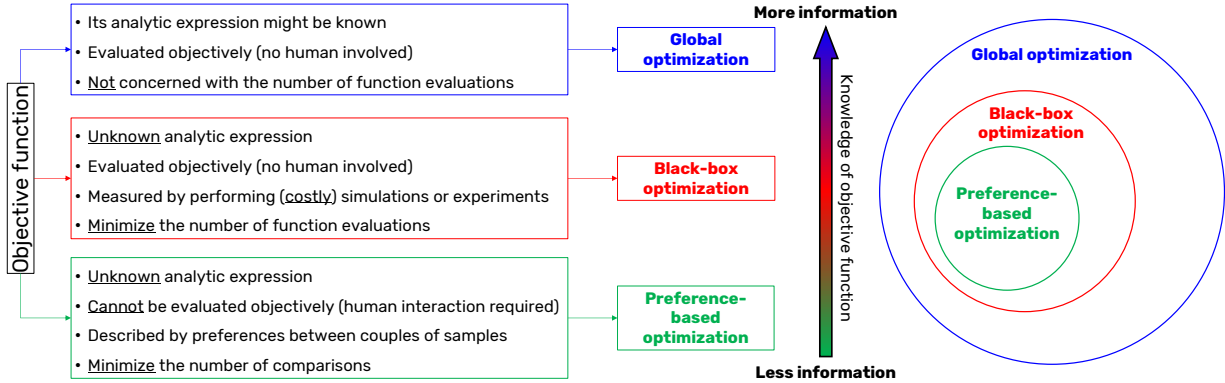 Objective function
• Its analytic expression might be known
• Evaluated objectively (no human involved)
• Not concerned with the number of function evaluations
Global
optimization
• Unknown analytic expression
• Evaluated objectively (no human involved)
• Measured by performing (costly) simulations or experiments
• Minimize the number of function evaluations
Black-box
optimization
• Unknown analytic expression
• Cannot be evaluated objectively (human interaction required)
• Described by preferences between couples of samples
• Minimize the number of comparisons
Preference-
based
optimization
More information
Knowledge of objective function
Less information
Global optimization
Black-box
optimization
Preference-
based
optimization